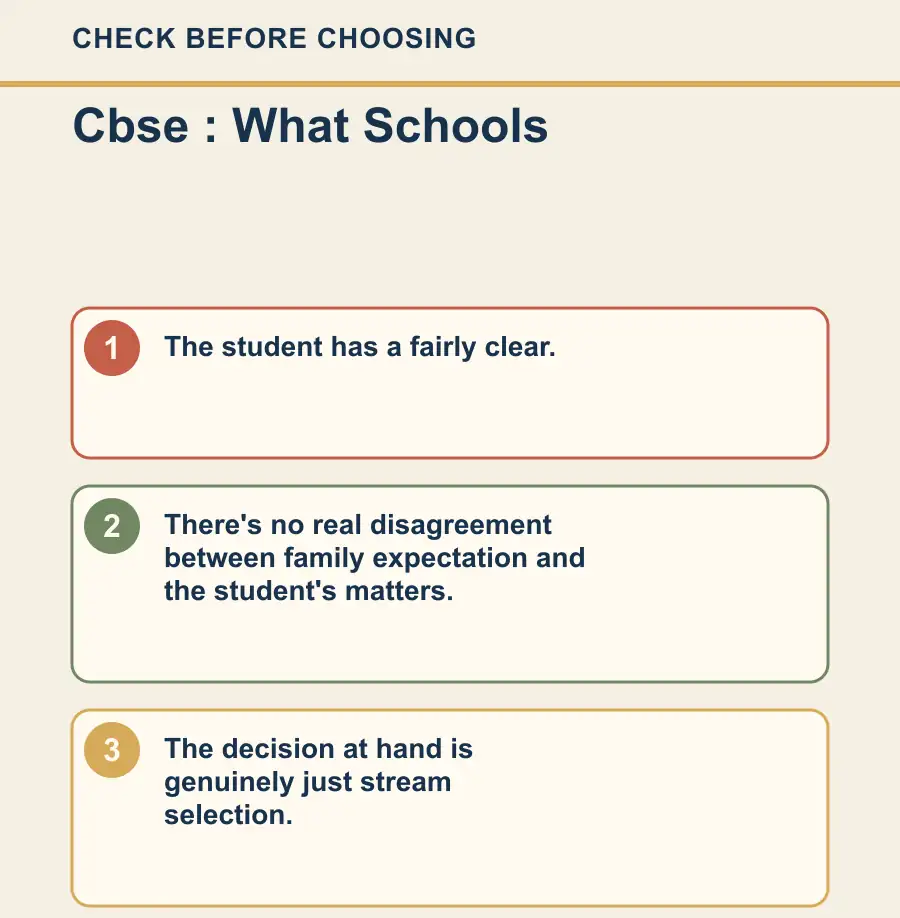 CHECK BEFORE CHOOSING
Cbse : What Schools
1
The student has a fairly clear.
2
There's no real disagreement
between family expectation and
the student's matters.
3
The decision at hand is
genuinely just stream
selection.